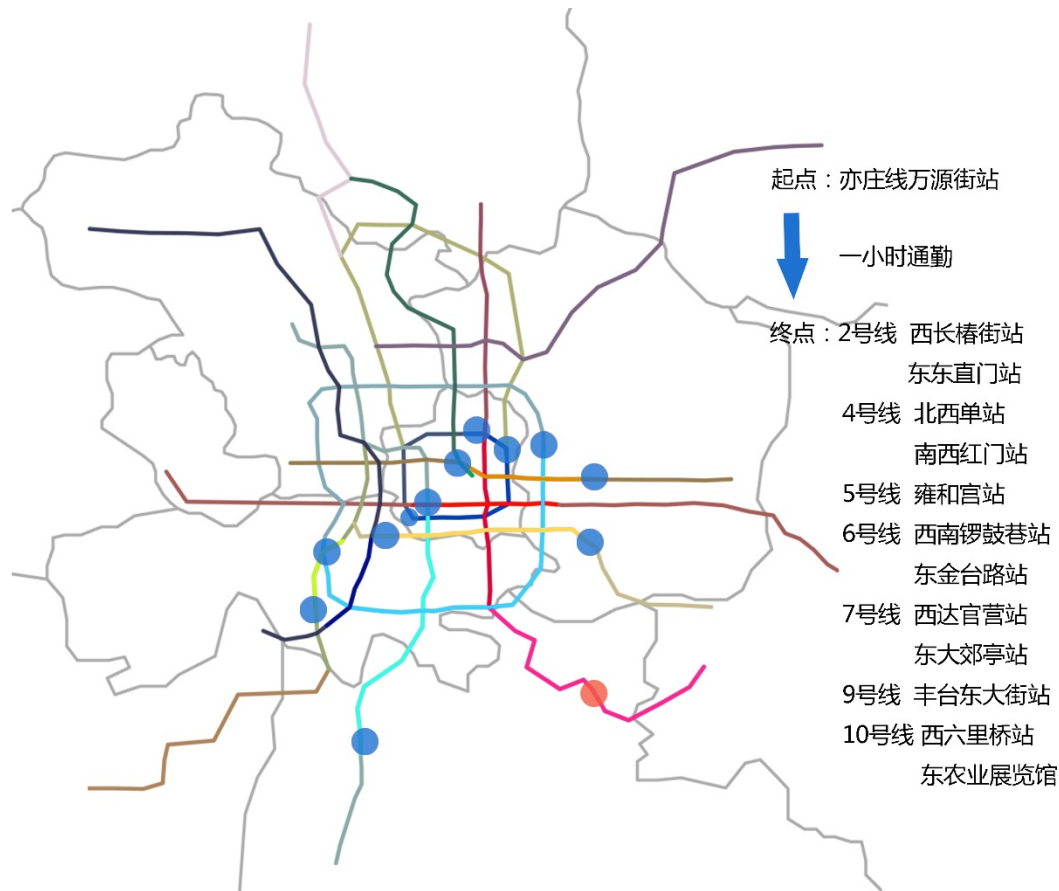 起点：亦庄线万源街站
一小时通勤
终点：2号线 西长椿街站
东东直门站
4号线 北西单站
南西红门站
5号线 雍和宫站
6号线 西南锣鼓巷站
东金台路站
7号线 西达官营站
东大郊亭站
9号线 丰台东大街站
10号线 西六里桥站
东农业展览馆